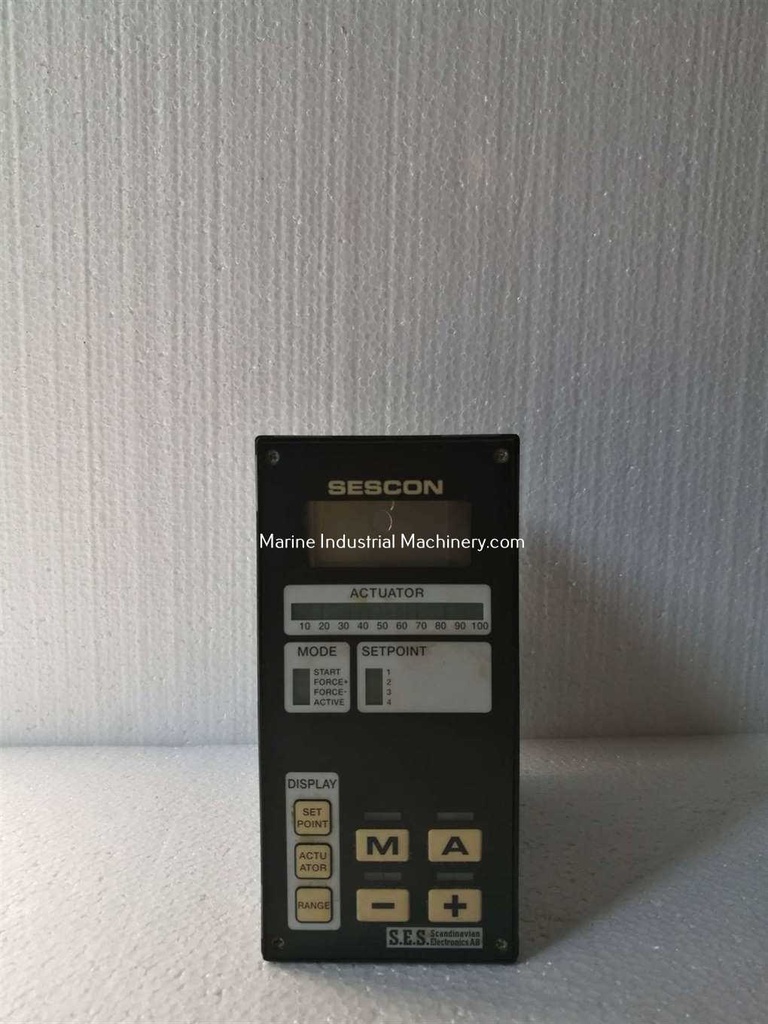 SESCON
Marine Industrial Machinery.com
ACTUATOR
10 20 30 40 50 60 70 80 90 100
MODE
START
FORCE+
FORCE-
ACTIVE
SETPOINT
1
2
3
4
DISPLAY
SET
POINT
ACTU
ATOR
RANGE
M A
- +
S.E.S. Scandinavian
Electronics AB